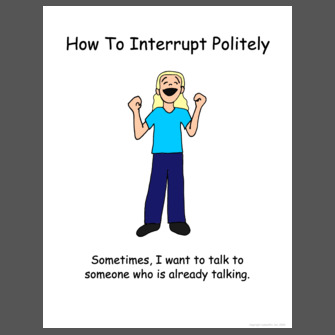 How To Interrupt Politely
Sometimes, I want to talk to
someone who is already talking.